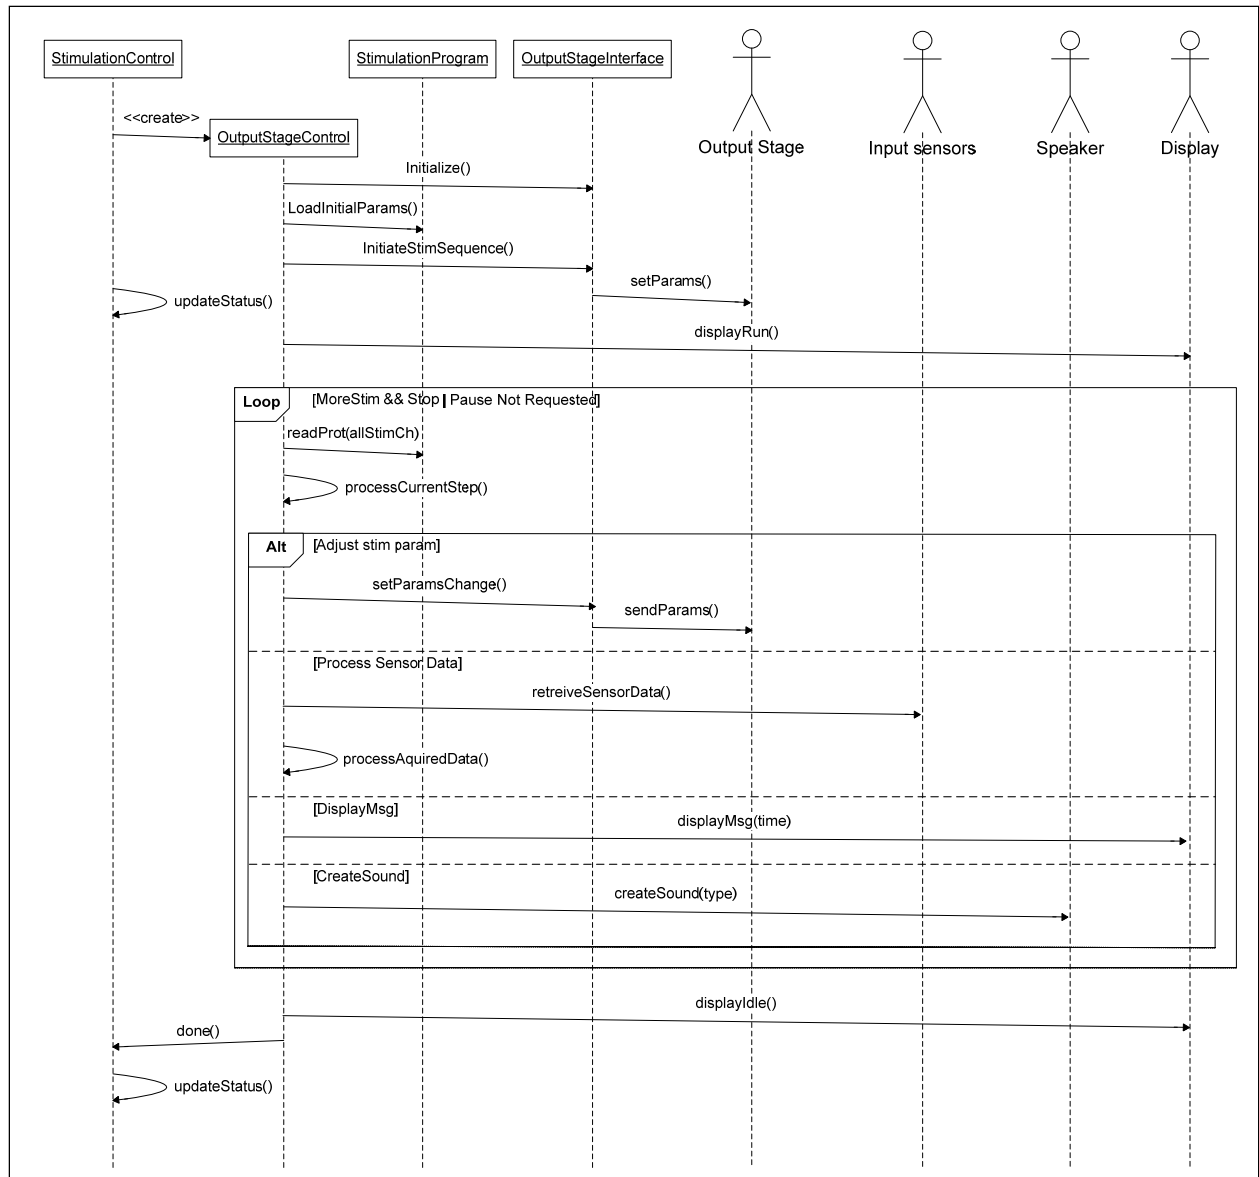 StimulationControl
StimulationProgram
OutputStageInterface
<<create>>
OutputStageControl
Output Stage
Input sensors
Speaker
Display
Initialize()
LoadInitialParams()
InitiateStimSequence()
setParams()
updateStatus()
displayRun()
Loop
[MoreStim && Stop | Pause Not Requested]
readProt(allStimCh)
processCurrentStep()
Alt
[Adjust stim param]
setParamsChange()
sendParams()
[Process Sensor Data]
retreiveSensorData()
processAquiredData()
[DisplayMsg]
displayMsg(time)
[CreateSound]
createSound(type)
displayIdle()
done()
updateStatus()